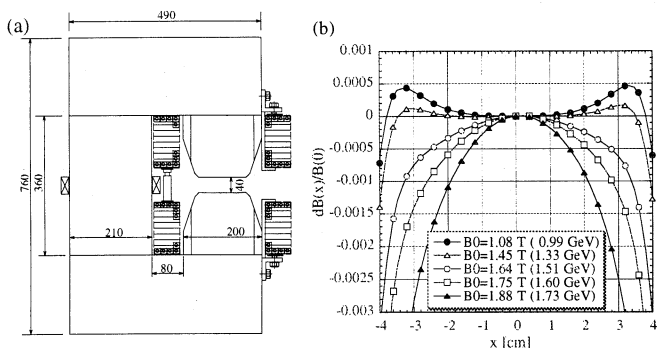 (a)
490
760
360
40
210
200
80
(b)
dB(x)/B(0)
0.001
0.0005
0
-0.0005
-0.001
-0.0015
-0.002
-0.0025
-0.003
B0=1.08 T ( 0.99 GeV)
B0=1.45 T (1.33 GeV)
B0=1.64 T (1.51 GeV)
B0=1.75 T (1.60 GeV)
B0=1.88 T (1.73 GeV)
-4 -3 -2 -1 0 1 2 3 4
x [cm]